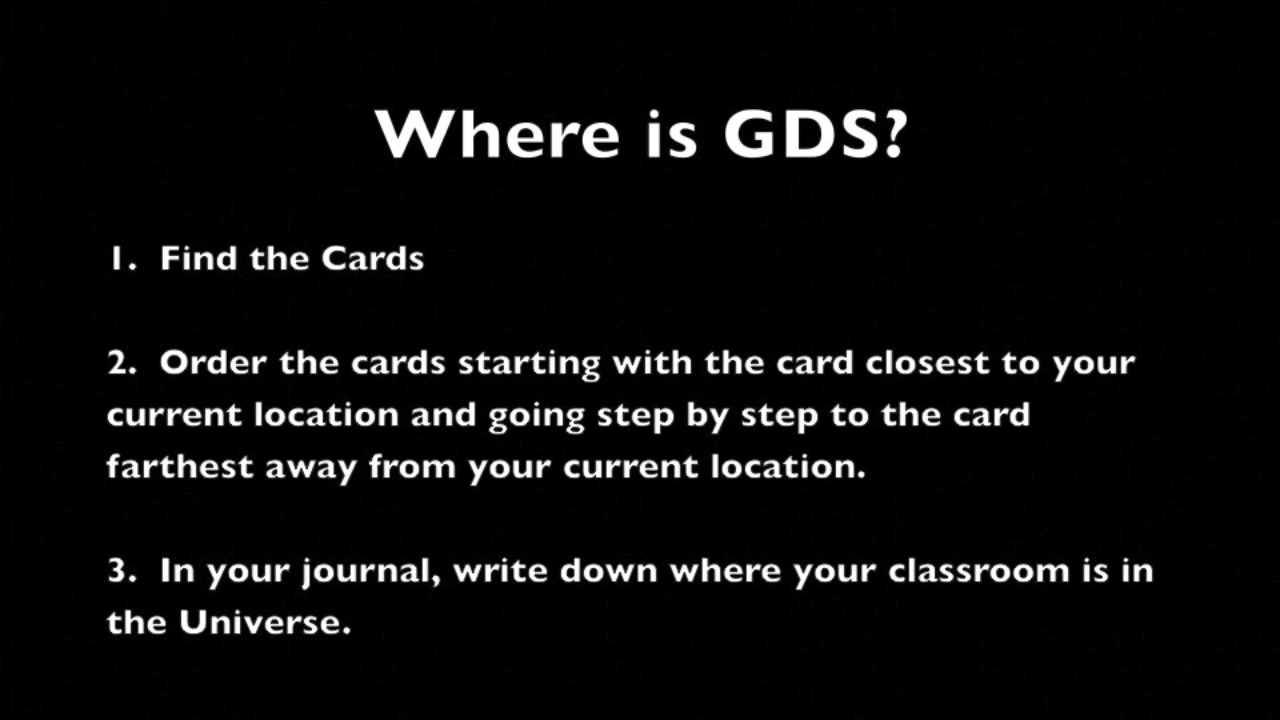 Where is GDS?
1. Find the Cards
2. Order the cards starting with the card closest to your
current location and going step by step to the card
farthest away from your current location.
3. In your journal, write down where your classroom is in
the Universe.